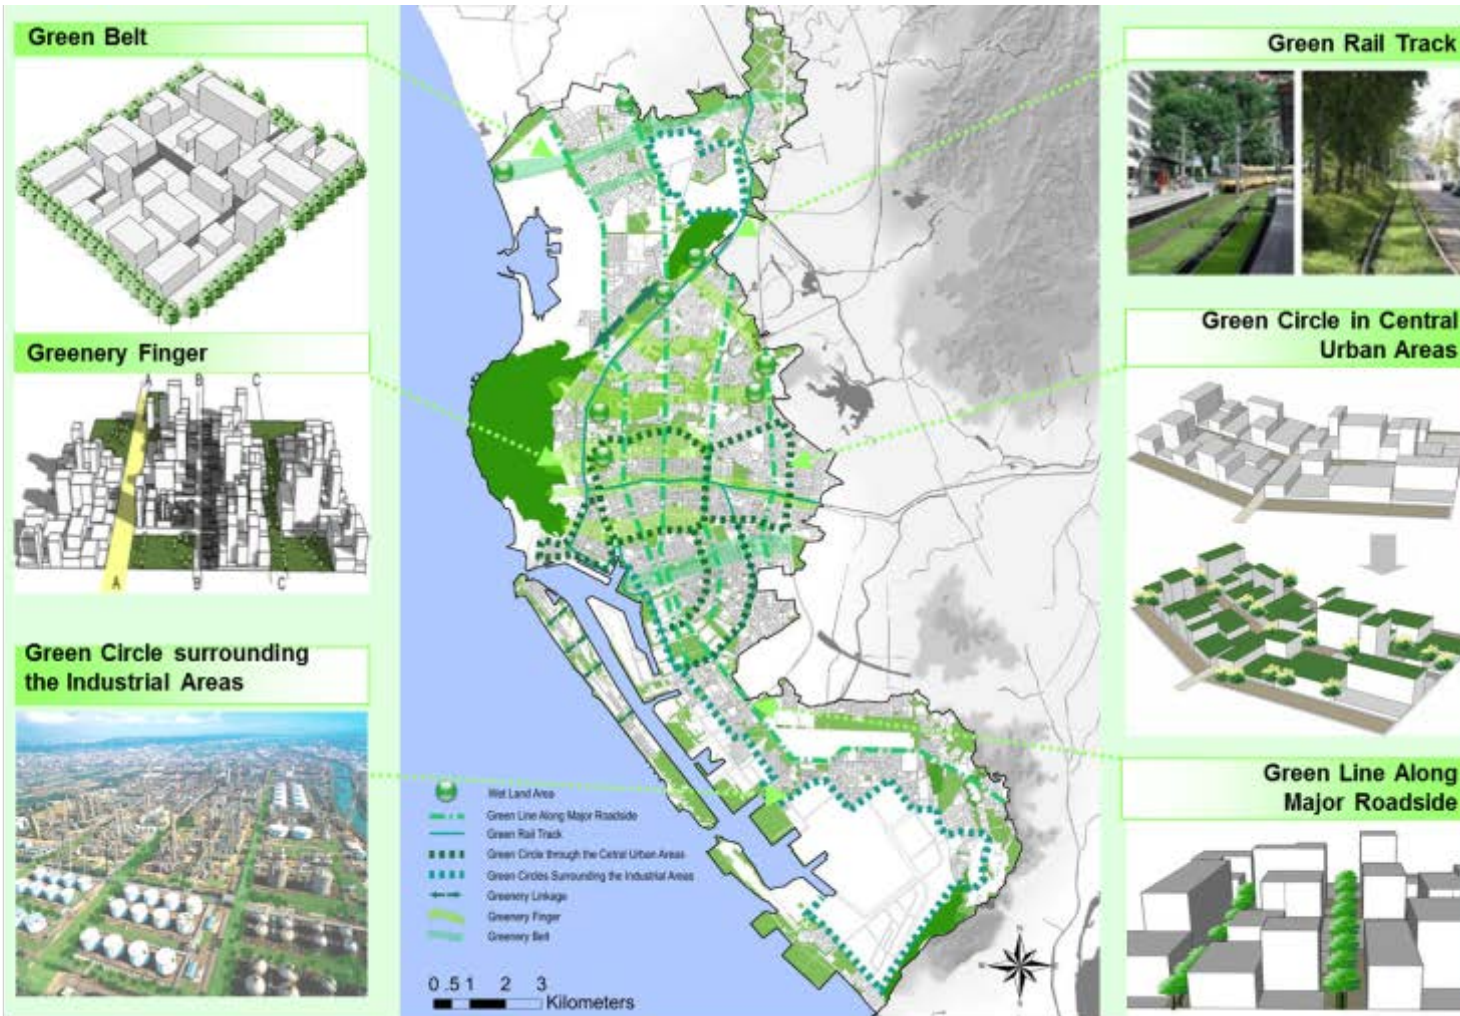 Green Belt
Greenery Finger
A B C
A B C
Green Circle surrounding
the Industrial Areas
Wet Land Area
Green Line Along Major Roadside
Green Rail Track
Green Circle through the Cetral Urban Areas
Green Circles Surrounding the Industrial Areas
Greenery Linkage
Greenery Finger
Greenery Belt
0 .5 1 2 3
Kilometers
Green Rail Track
Green Circle in Central
Urban Areas
Green Line Along
Major Roadside